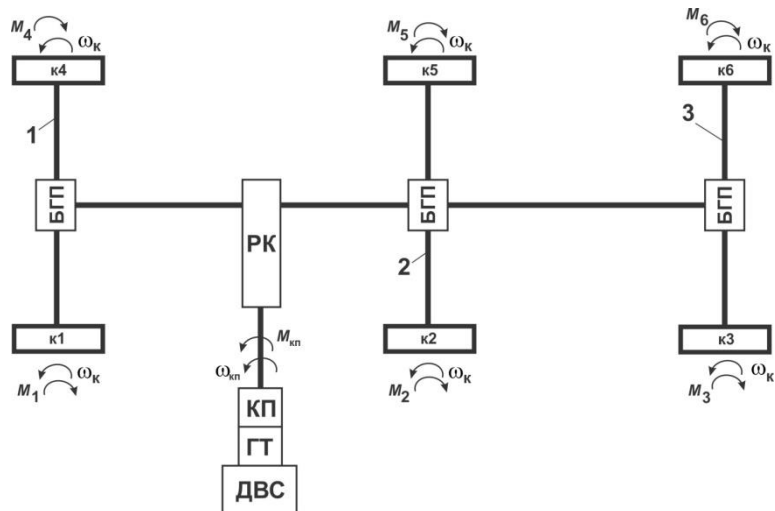 M4 ωк M5 ωк M6 ωк
к4 к5 к6
1 3
БГП РК БГП БГП
2
к1 к2 к3
Mкп
ωкп
M1 ωк M2 ωк M3 ωк
КП
ГТ
ДВС